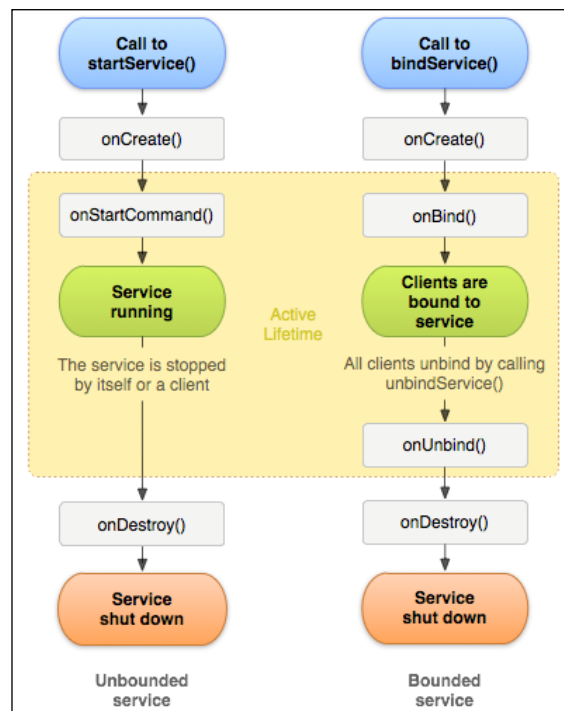 Call to
startService()
onCreate()
onStartCommand()
Service
running
The service is stopped
by itself or a client
onDestroy()
Service
shut down
Unbounded
service
Active
Lifetime
Call to
bindService()
onCreate()
onBind()
Clients are
bound to
service
All clients unbind by calling
unbindService()
onUnbind()
onDestroy()
Service
shut down
Bounded
service